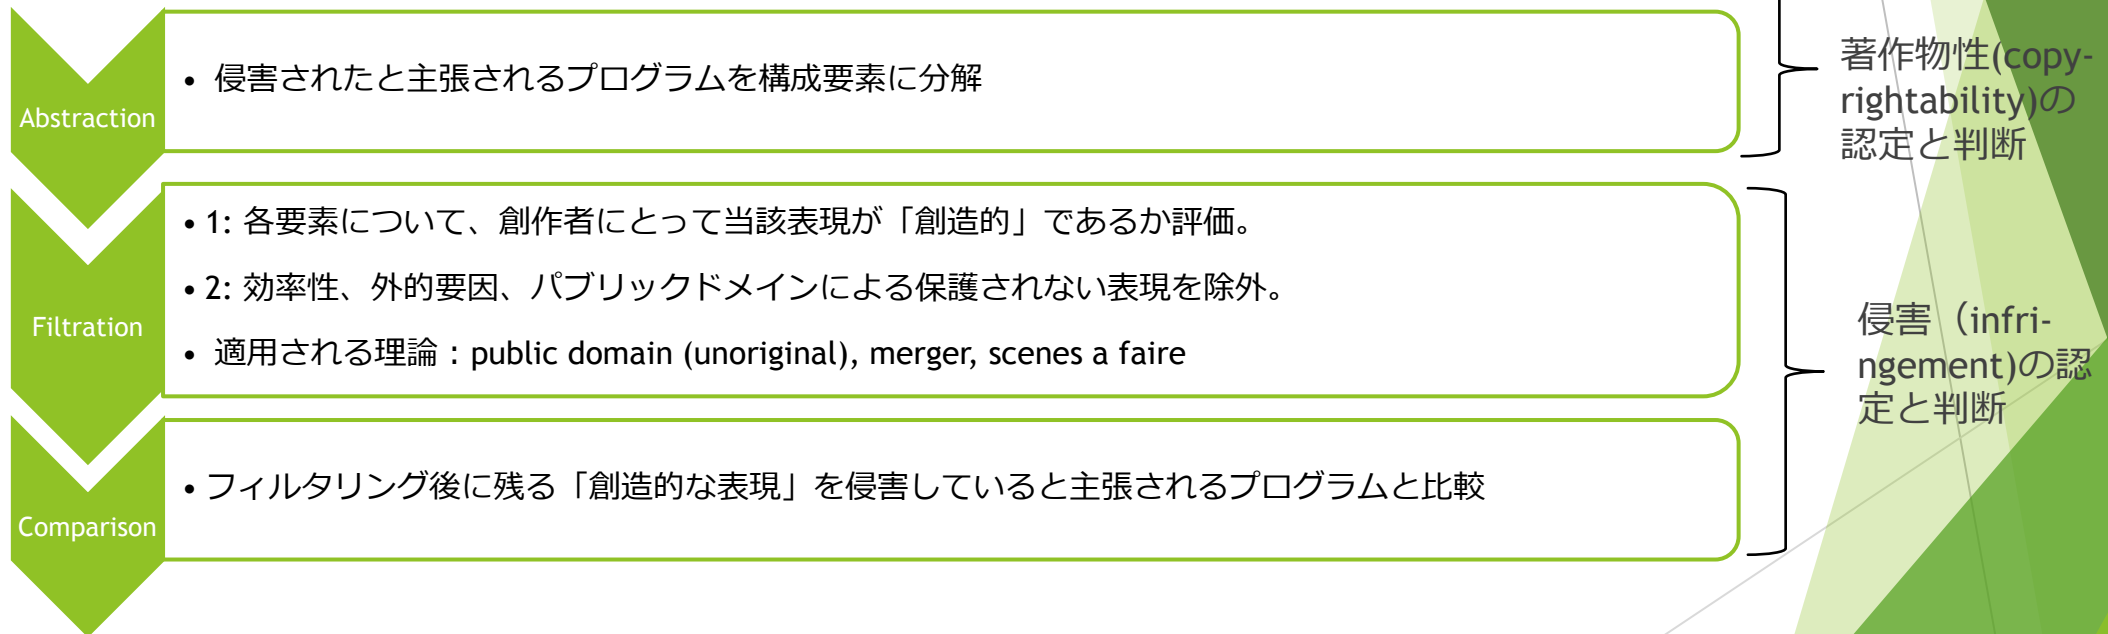 Abstraction
• 侵害されたと主張されるプログラムを構成要素に分解
著作物性(copy-
rightability)の
認定と判断
Filtration
• 1: 各要素について、創作者にとって当該表現が「創造的」であるか評価。
• 2: 効率性、外的要因、パブリックドメインによる保護されない表現を除外。
• 適用される理論：public domain (unoriginal), merger, scenes a faire
侵害（infri-
ngement)の認
定と判断
Comparison
• フィルタリング後に残る「創造的な表現」を侵害していると主張されるプログラムと比較